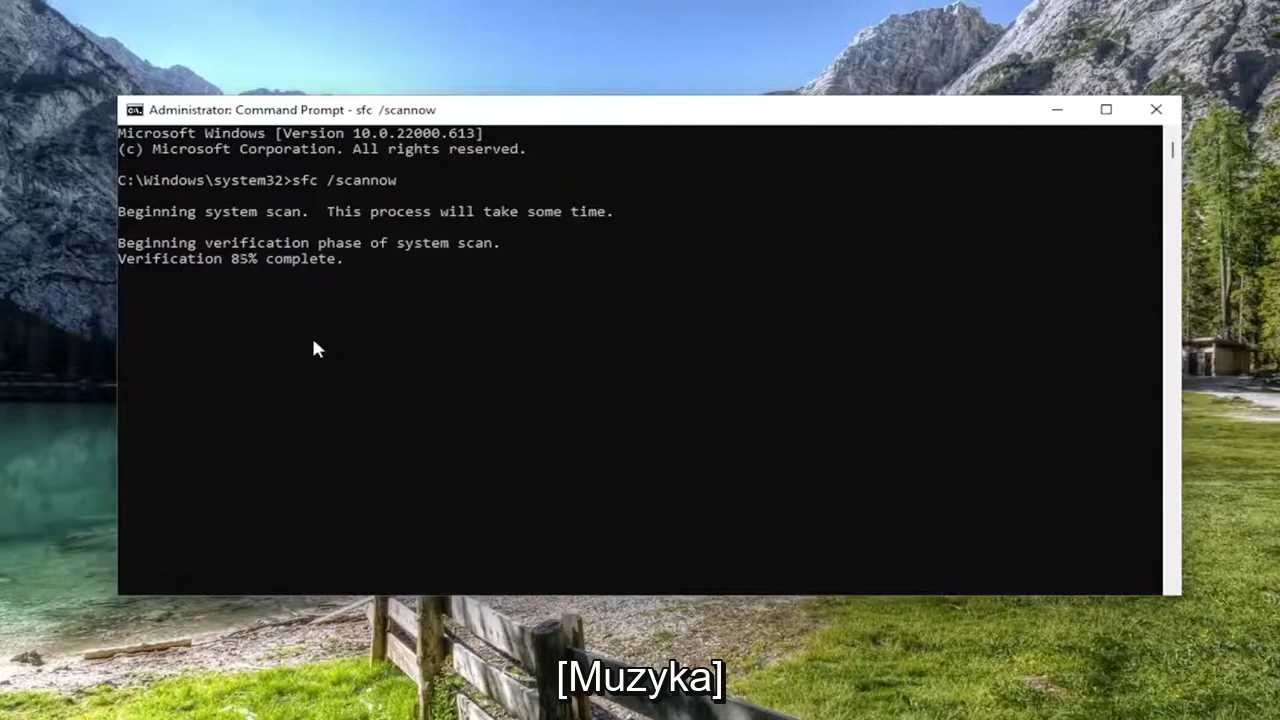 Administrator: Command Prompt - sfc  /scannow
Microsoft Windows [Version 10.0.22000.613]
(c) Microsoft Corporation. All rights reserved.
C:\Windows\system32>sfc /scannow
Beginning system scan.  This process will take some time.
Beginning verification phase of system scan.
Verification 85% complete.
[Muzyka]